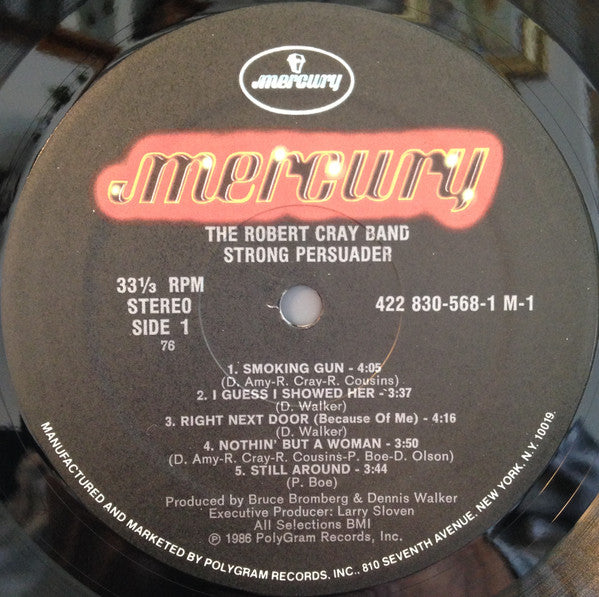 mercury
mercury
THE ROBERT CRAY BAND
STRONG PERSUADER
33⅓ RPM
STEREO
SIDE 1
76
422 830-568-1 M-1
1. SMOKING GUN - 4:05
(D. Amy-R. Cray-R. Cousins)
2. I GUESS I SHOWED HER - 3:37
(D. Walker)
3. RIGHT NEXT DOOR (Because Of Me) - 4:16
(D. Walker)
4. NOTHIN' BUT A WOMAN - 3:50
(D. Amy-R. Cray-R. Cousins-P. Boe-D. Olson)
5. STILL AROUND - 3:44
(P. Boe)
Produced by Bruce Bromberg & Dennis Walker
Executive Producer: Larry Sloven
All Selections BMI
℗ 1986 PolyGram Records, Inc.
MANUFACTURED AND MARKETED BY POLYGRAM RECORDS, INC., 810 SEVENTH AVENUE, NEW YORK, N.Y. 10019.